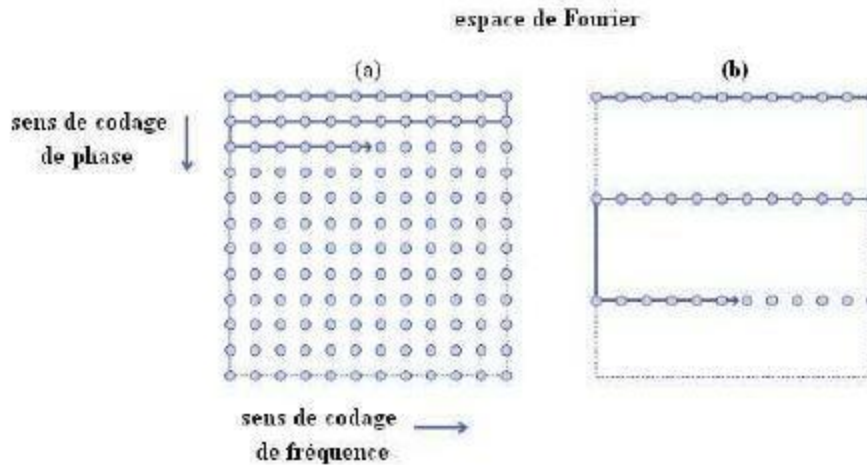 espace de Fourier
(a)
(b)
sens de codage
de phase
sens de codage
de fréquence